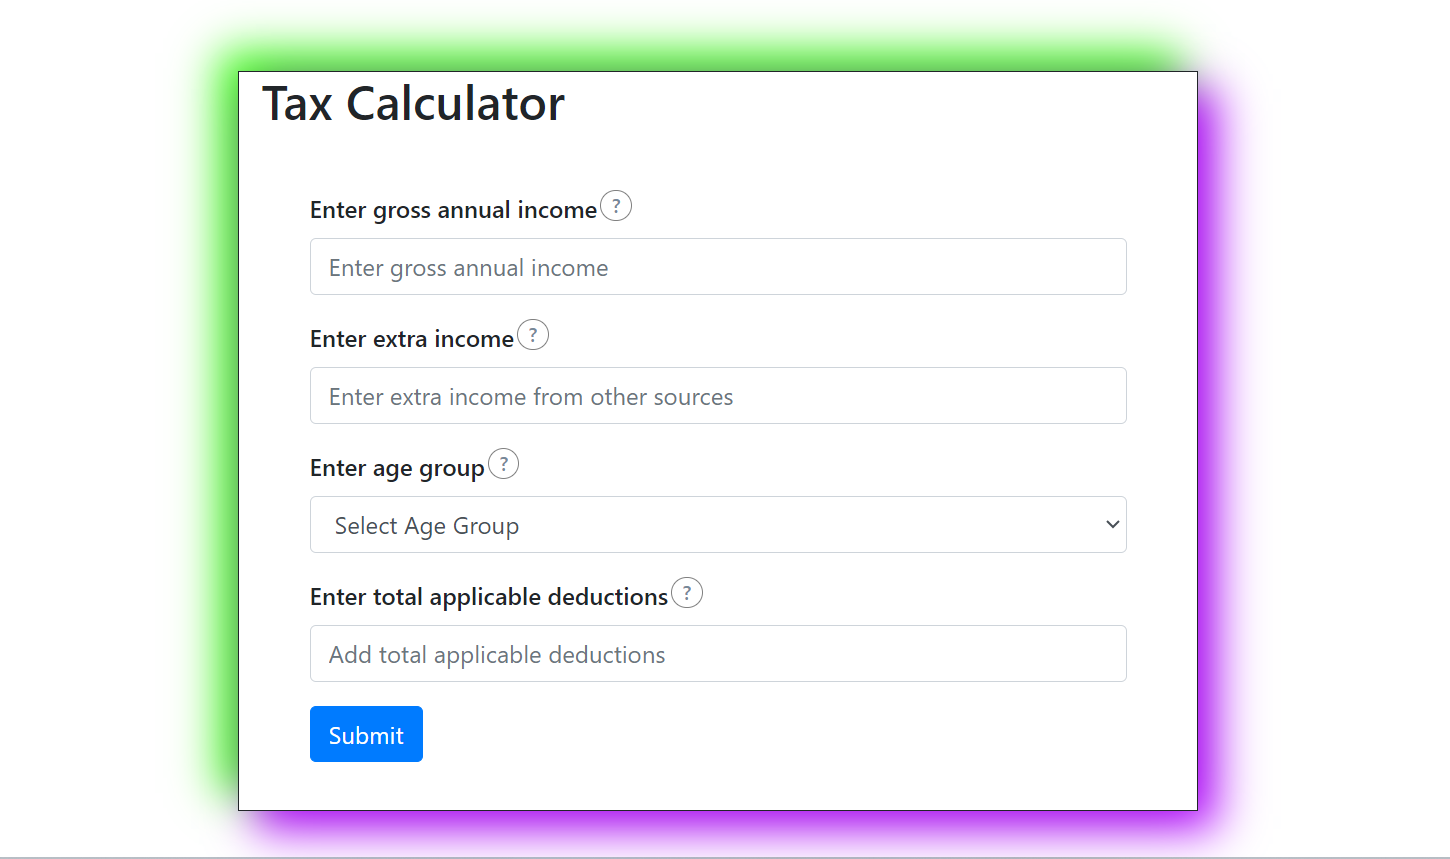 Tax Calculator
Enter gross annual income ?
Enter gross annual income
Enter extra income ?
Enter extra income from other sources
Enter age group ?
Select Age Group
Enter total applicable deductions ?
Add total applicable deductions
Submit